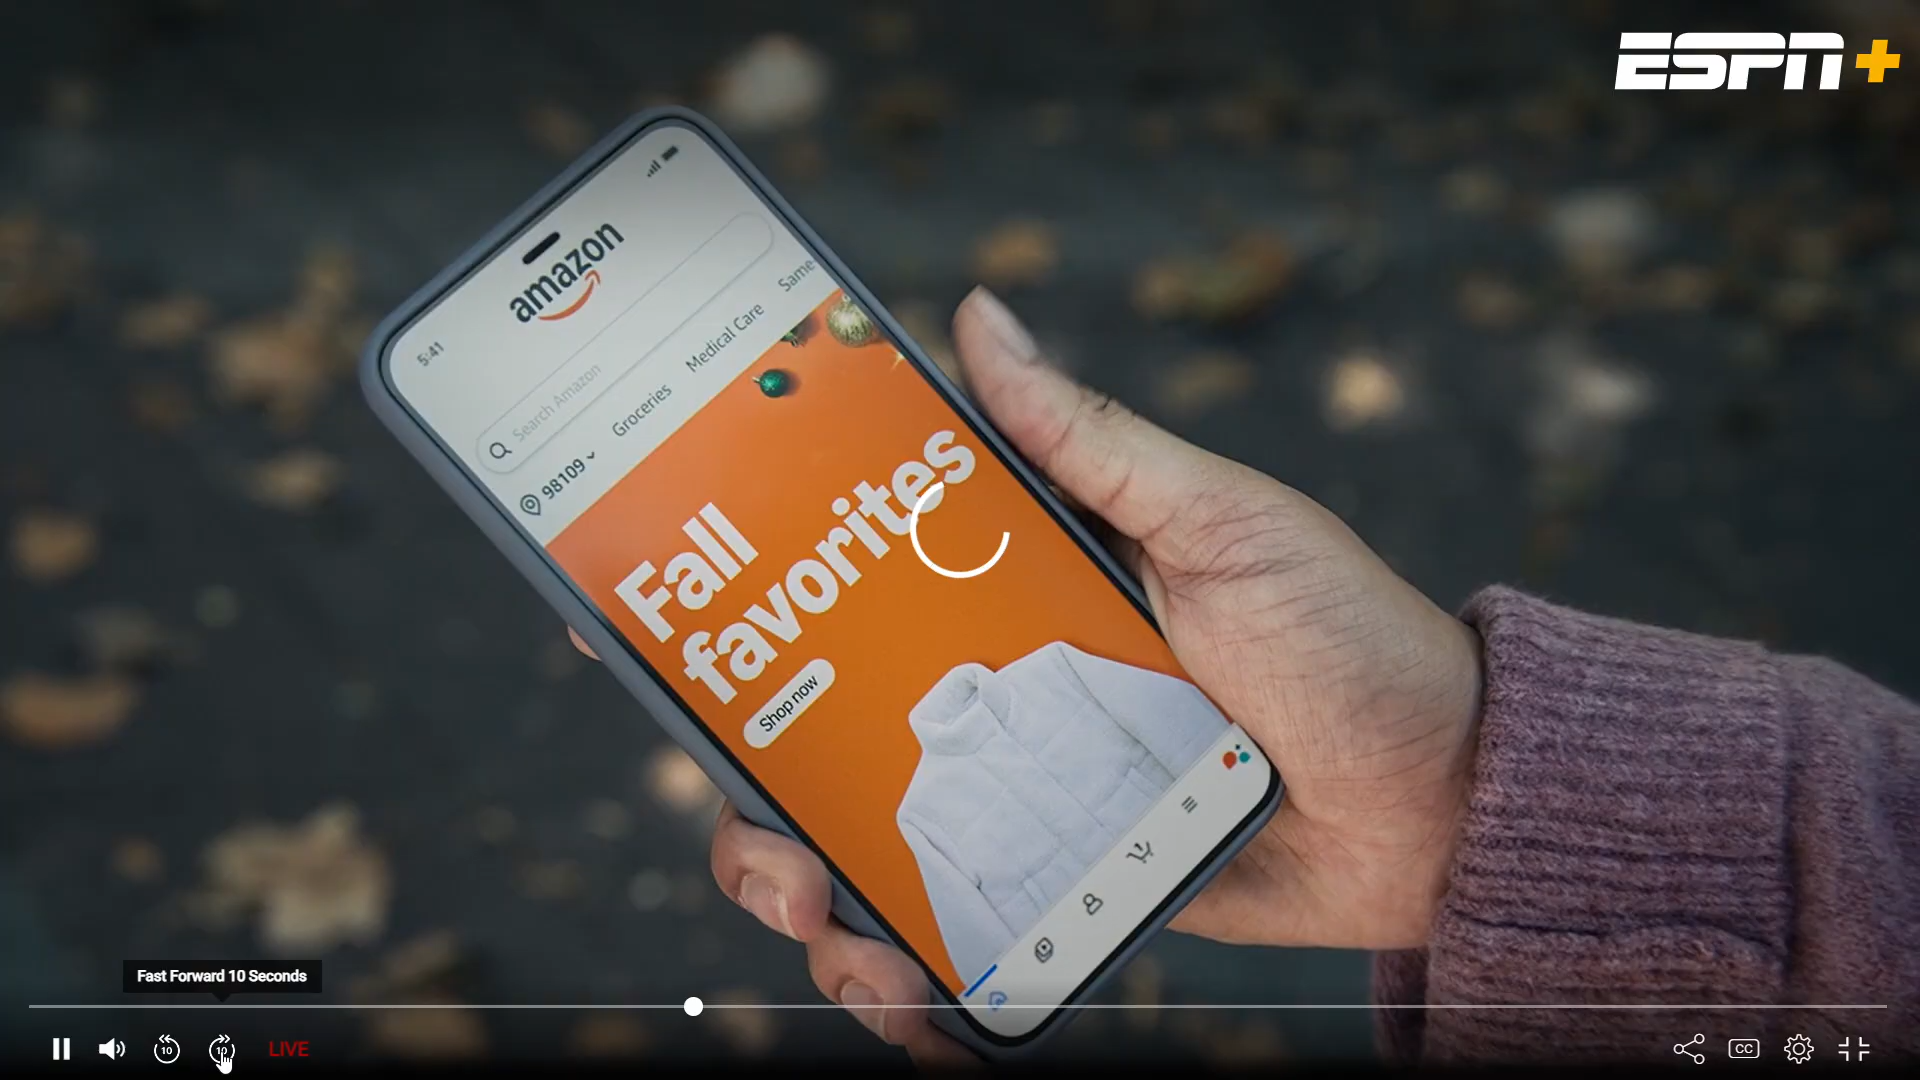 ESPN+
5:41
amazon
Search Amazon
98109
Groceries
Medical Care
Same
Fall
favorites
Shop now
1
Fast Forward 10 Seconds
10
10
LIVE
CC